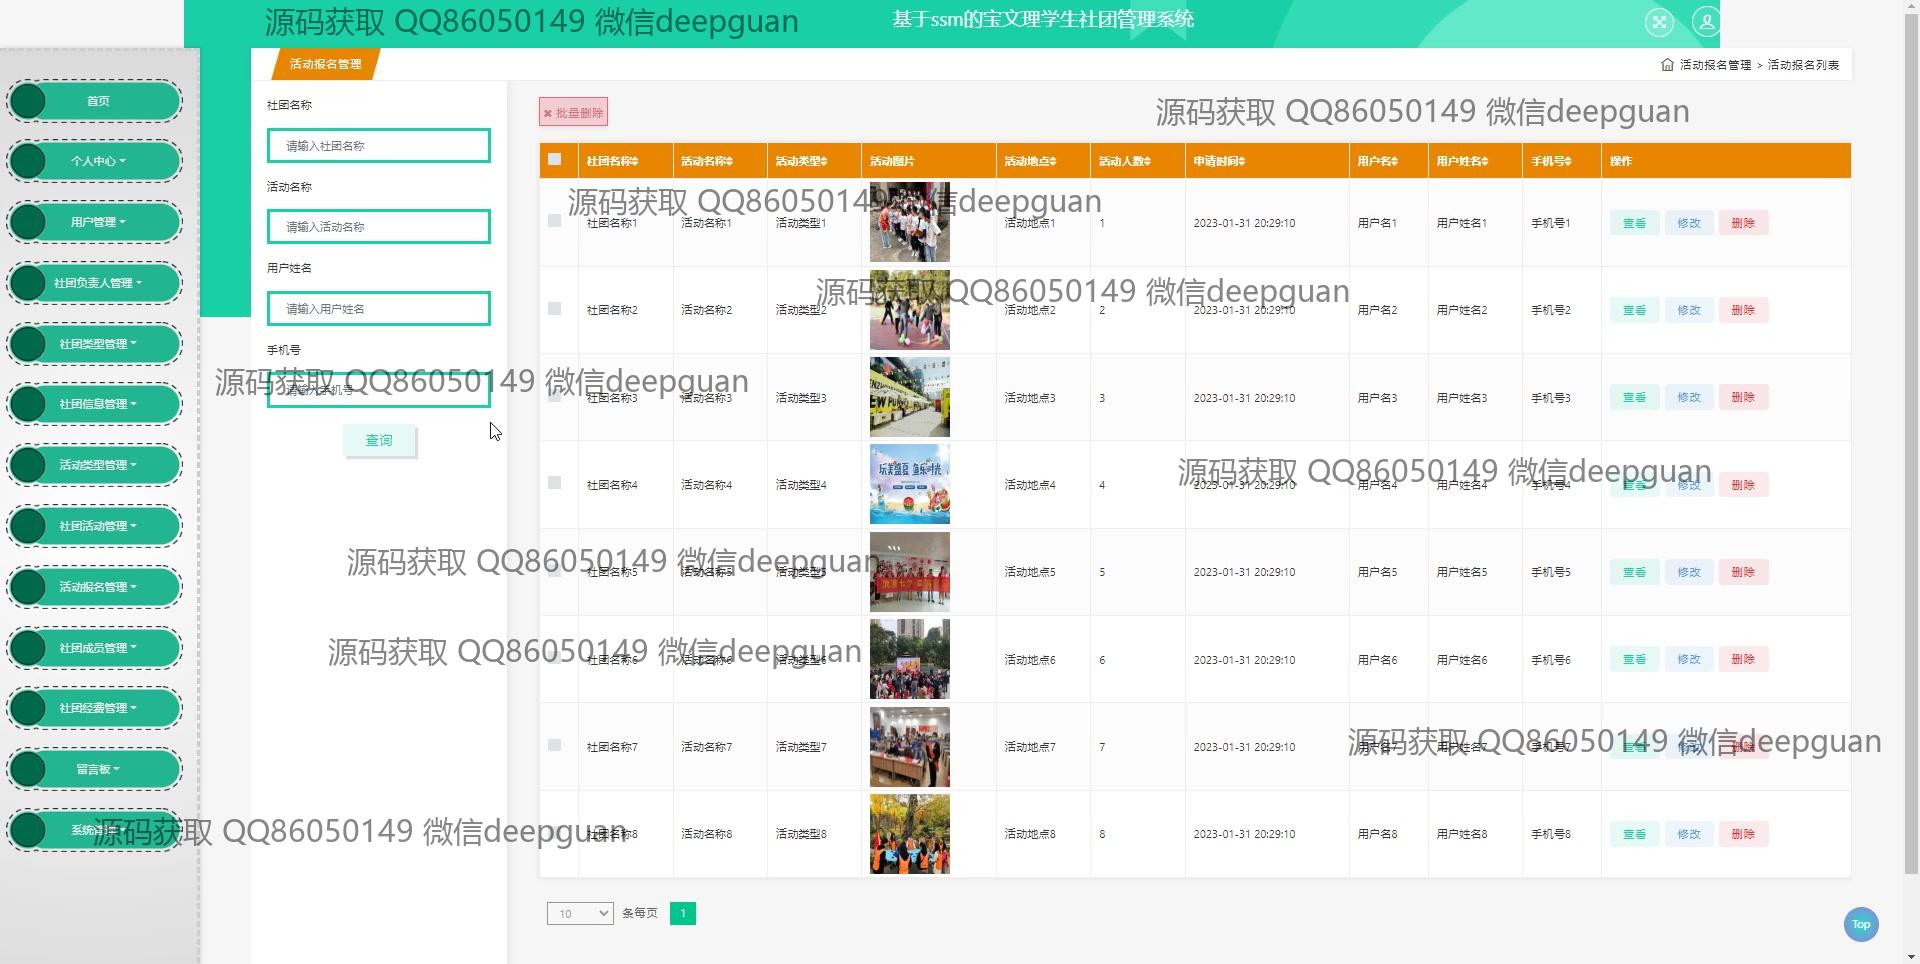 源码获取 QQ86050149 微信deepguan
基于ssm的宝文理学生社团管理系统
活动报名管理
活动报名管理 > 活动报名列表
首页
个人中心
用户管理
社团负责人管理
社团类型管理
社团信息管理
活动类型管理
社团活动管理
活动报名管理
社团成员管理
社团经费管理
留言板
系统管理
社团名称
请输入社团名称
活动名称
请输入活动名称
用户姓名
请输入用户姓名
手机号
请输入手机号
查询
批量删除
源码获取 QQ86050149 微信deepguan
社团名称 活动名称 活动类型 活动图片 活动地点 活动人数 申请时间 用户名 用户姓名 手机号 操作
源码获取 QQ86050149 微信deepguan
社团名称1 活动名称1 活动类型1 活动地点1 1 2023-01-31 20:29:10 用户名1 用户姓名1 手机号1 查看 修改 删除
源码获取 QQ86050149 微信deepguan
社团名称2 活动名称2 活动类型2 活动地点2 2 2023-01-31 20:29:10 用户名2 用户姓名2 手机号2 查看 修改 删除
源码获取 QQ86050149 微信deepguan
社团名称3 活动名称3 活动类型3 活动地点3 3 2023-01-31 20:29:10 用户名3 用户姓名3 手机号3 查看 修改 删除
源码获取 QQ86050149 微信deepguan
社团名称4 活动名称4 活动类型4 活动地点4 4 2023-01-31 20:29:10 用户名4 用户姓名4 手机号4 查看 修改 删除
源码获取 QQ86050149 微信deepguan
社团名称5 活动名称5 活动类型5 活动地点5 5 2023-01-31 20:29:10 用户名5 用户姓名5 手机号5 查看 修改 删除
源码获取 QQ86050149 微信deepguan
社团名称6 活动名称6 活动类型6 活动地点6 6 2023-01-31 20:29:10 用户名6 用户姓名6 手机号6 查看 修改 删除
源码获取 QQ86050149 微信deepguan
社团名称7 活动名称7 活动类型7 活动地点7 7 2023-01-31 20:29:10 用户名7 用户姓名7 手机号7 查看 修改 删除
源码获取 QQ86050149 微信deepguan
社团名称8 活动名称8 活动类型8 活动地点8 8 2023-01-31 20:29:10 用户名8 用户姓名8 手机号8 查看 修改 删除
10 条每页 1
Top